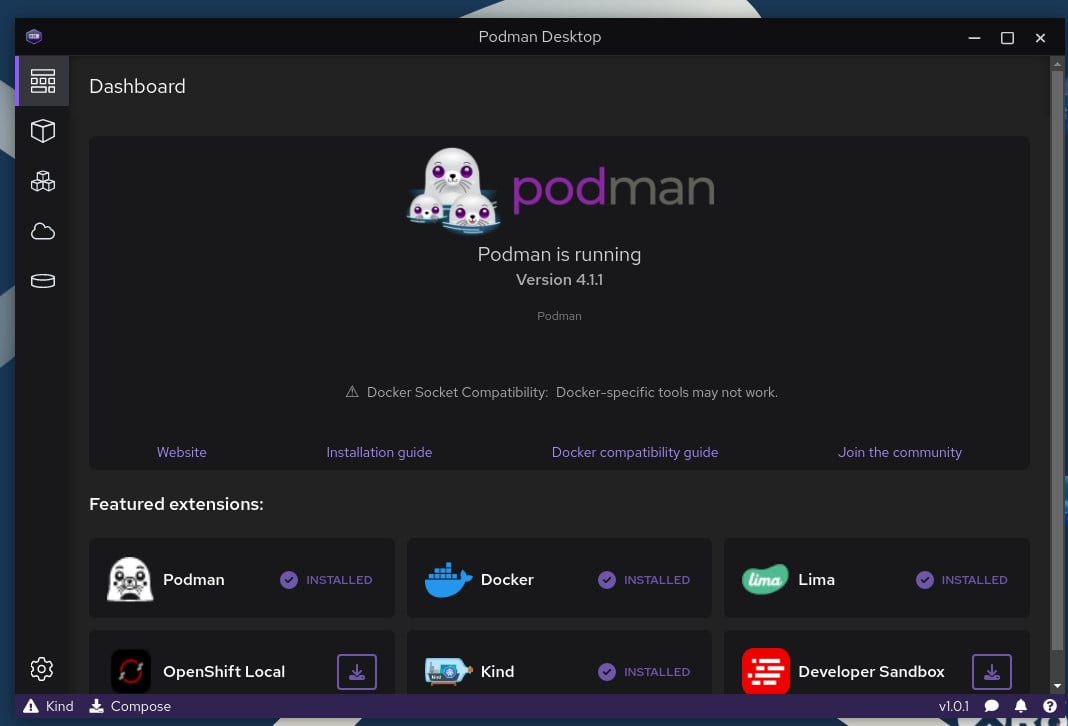 Podman Desktop
Dashboard
podman
Podman is running
Version 4.1.1
Podman
⚠ Docker Socket Compatibility: Docker-specific tools may not work.
Website Installation guide Docker compatibility guide Join the community
Featured extensions:
Podman INSTALLED
Docker INSTALLED
lima Lima INSTALLED
OpenShift Local
kind Kind INSTALLED
Developer Sandbox
Kind Compose v1.0.1